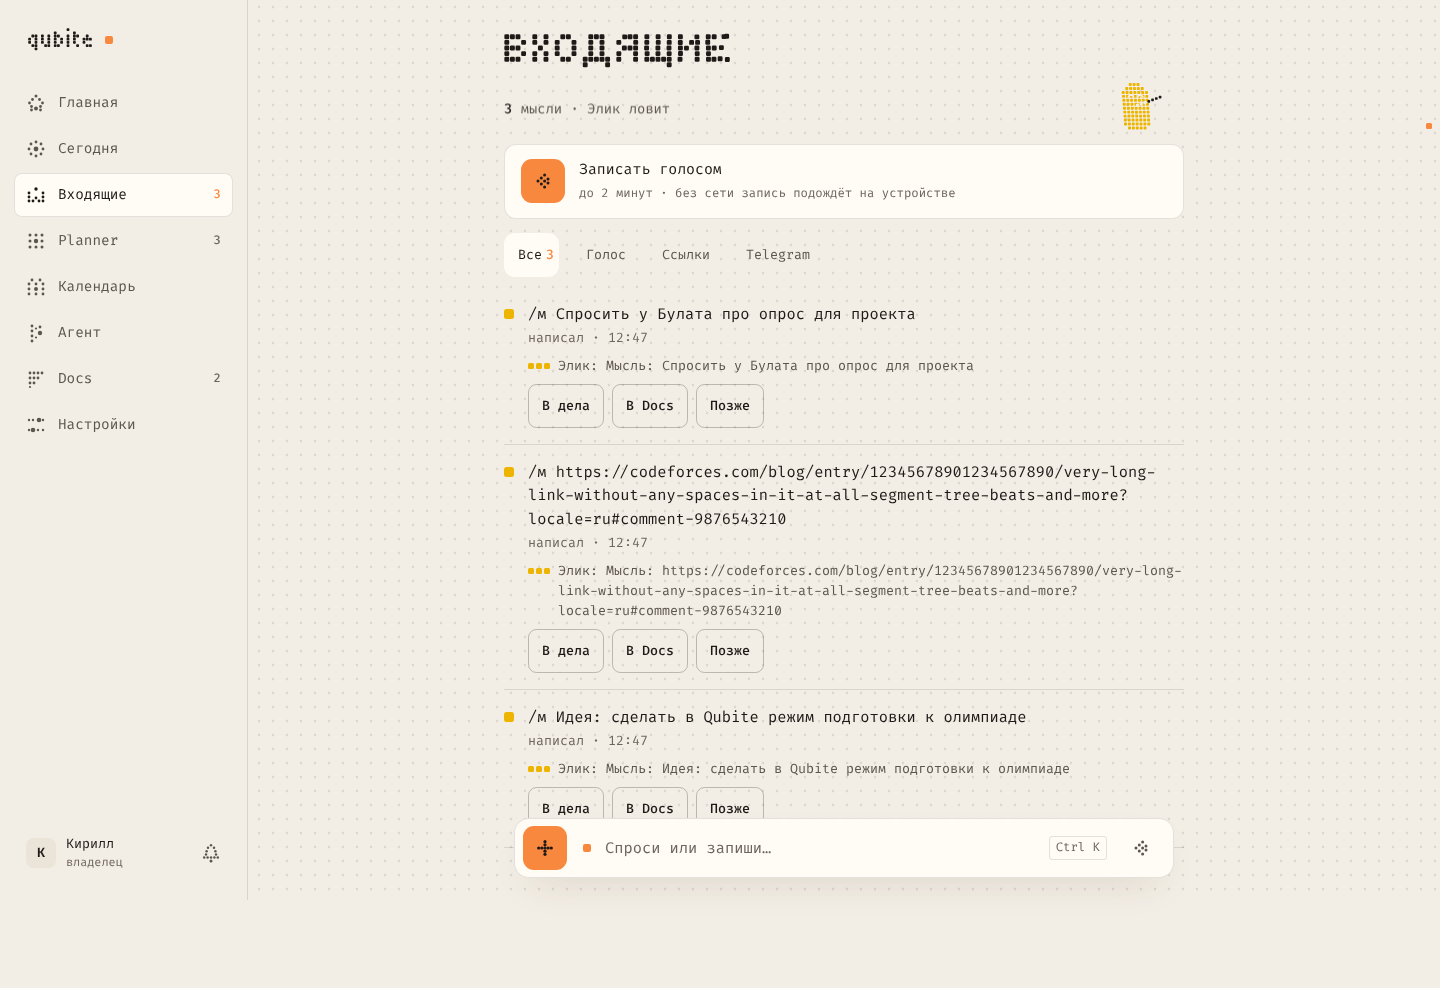 qubite
Главная
Сегодня
Входящие 3
Planner 3
Календарь
Агент
Docs 2
Настройки
К Кирилл
владелец
ВХОДЯЩИЕ
3 мысли · Элик ловит
Записать голосом
до 2 минут · без сети запись подождёт на устройстве
Все 3 Голос Ссылки Telegram
/м Спросить у Булата про опрос для проекта
написал · 12:47
Элик: Мысль: Спросить у Булата про опрос для проекта
В дела В Docs Позже
/м https://codeforces.com/blog/entry/12345678901234567890/very-long-
link-without-any-spaces-in-it-at-all-segment-tree-beats-and-more?
locale=ru#comment-9876543210
написал · 12:47
Элик: Мысль: https://codeforces.com/blog/entry/12345678901234567890/very-long-
link-without-any-spaces-in-it-at-all-segment-tree-beats-and-more?
locale=ru#comment-9876543210
В дела В Docs Позже
/м Идея: сделать в Qubite режим подготовки к олимпиаде
написал · 12:47
Элик: Мысль: Идея: сделать в Qubite режим подготовки к олимпиаде
В дела В Docs Позже
Спроси или запиши… Ctrl K